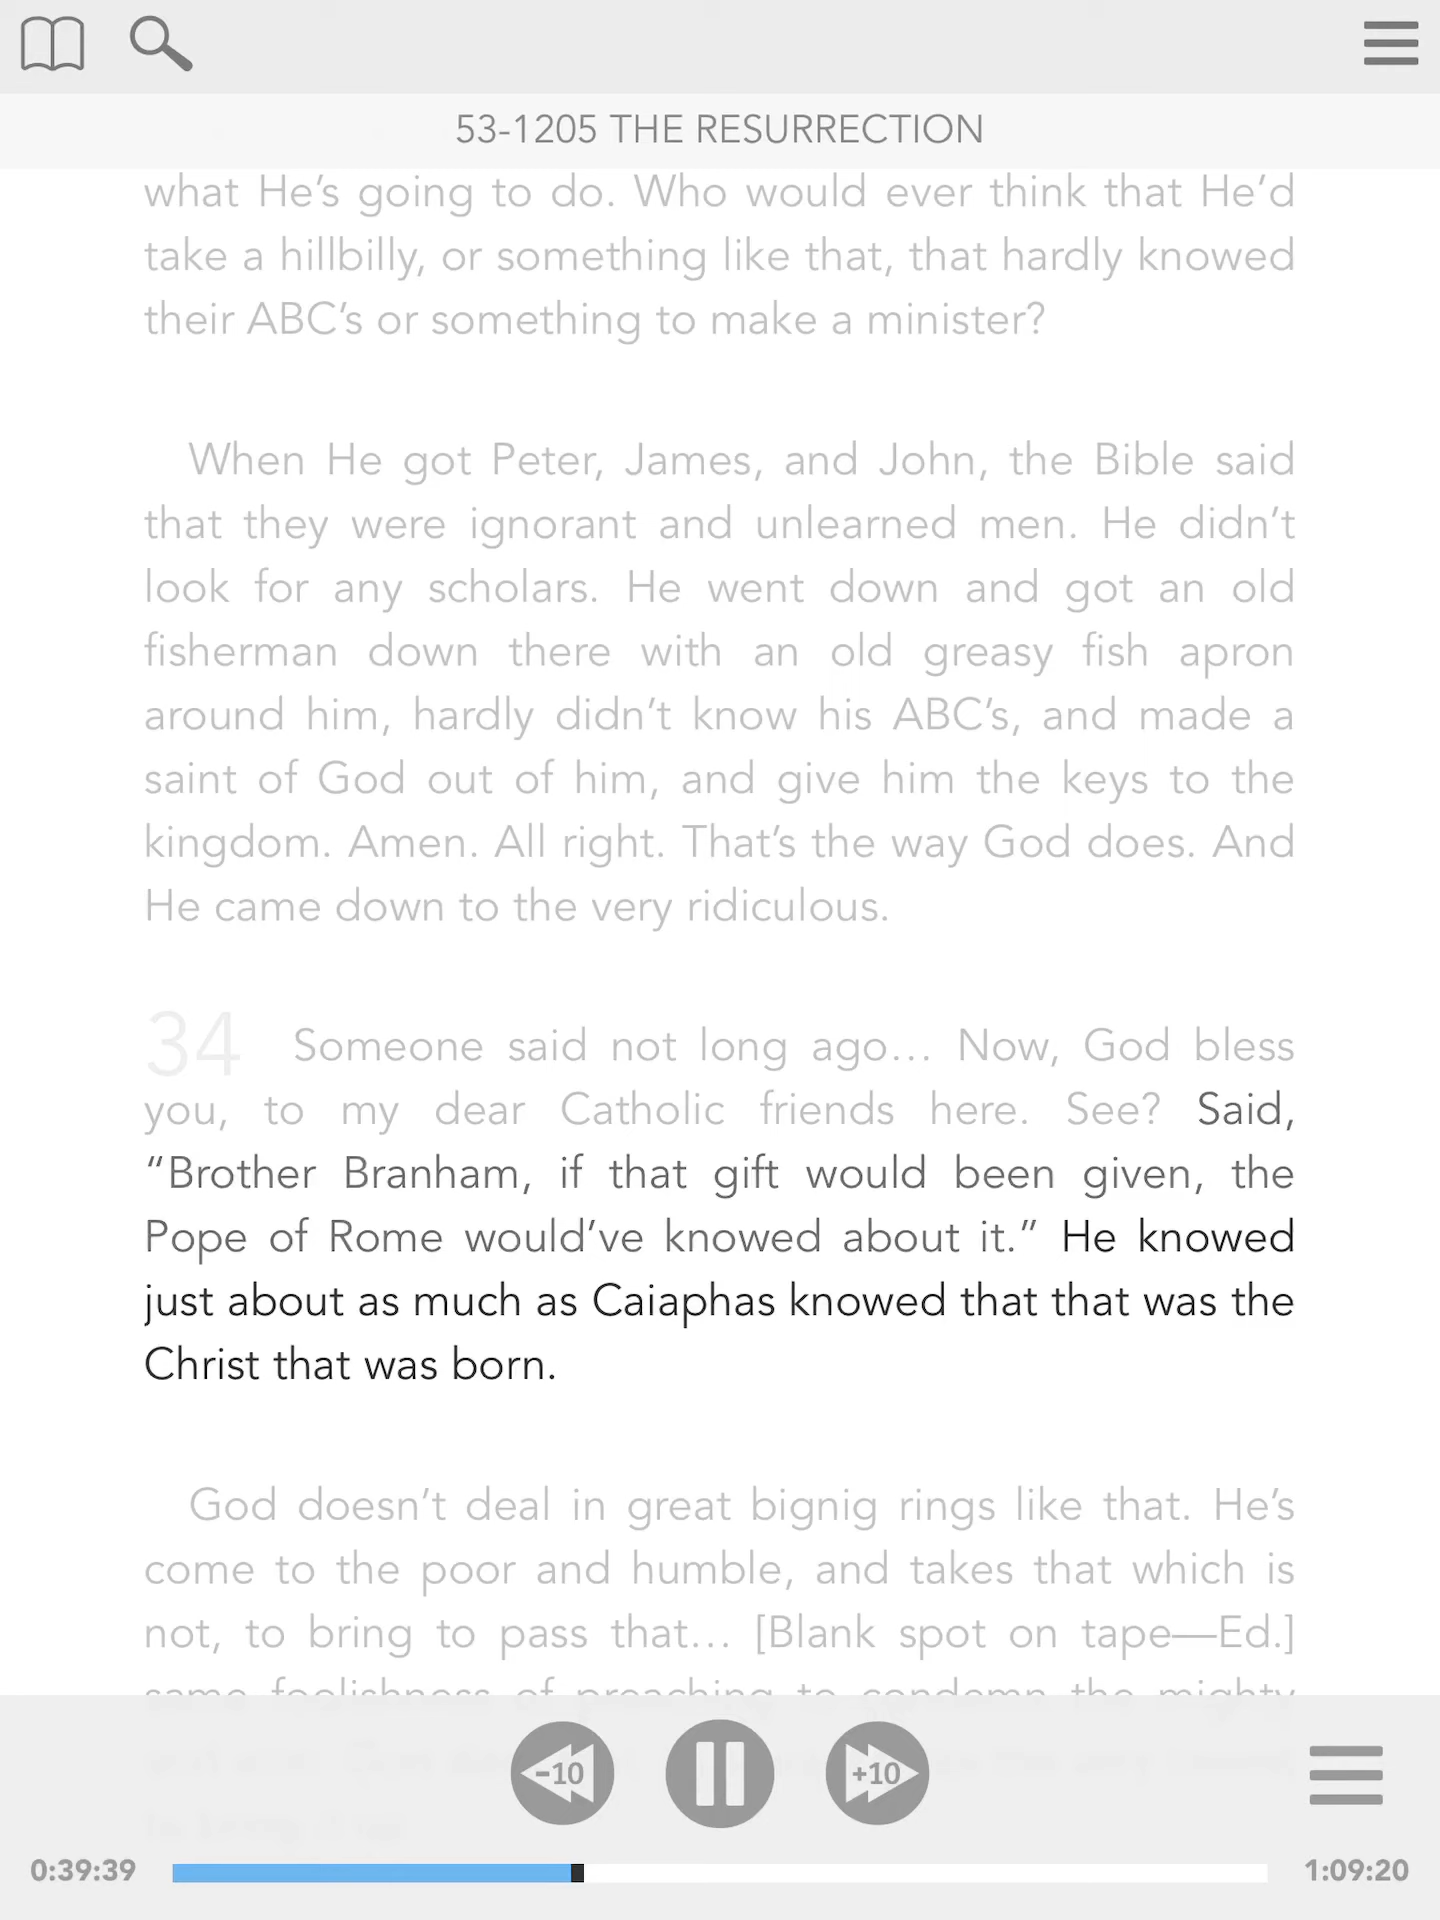 53-1205 THE RESURRECTION
what He’s going to do. Who would ever think that He’d
take a hillbilly, or something like that, that hardly knowed
their ABC’s or something to make a minister?
When He got Peter, James, and John, the Bible said
that they were ignorant and unlearned men. He didn’t
look for any scholars. He went down and got an old
fisherman down there with an old greasy fish apron
around him, hardly didn’t know his ABC’s, and made a
saint of God out of him, and give him the keys to the
kingdom. Amen. All right. That’s the way God does. And
He came down to the very ridiculous.
34 Someone said not long ago… Now, God bless
you, to my dear Catholic friends here. See? Said,
“Brother Branham, if that gift would been given, the
Pope of Rome would’ve knowed about it.” He knowed
just about as much as Caiaphas knowed that that was the
Christ that was born.
God doesn’t deal in great bignig rings like that. He’s
come to the poor and humble, and takes that which is
not, to bring to pass that… [Blank spot on tape—Ed.]
same foolishness of preaching to condemn the mighty
-10 +10
0:39:39 1:09:20